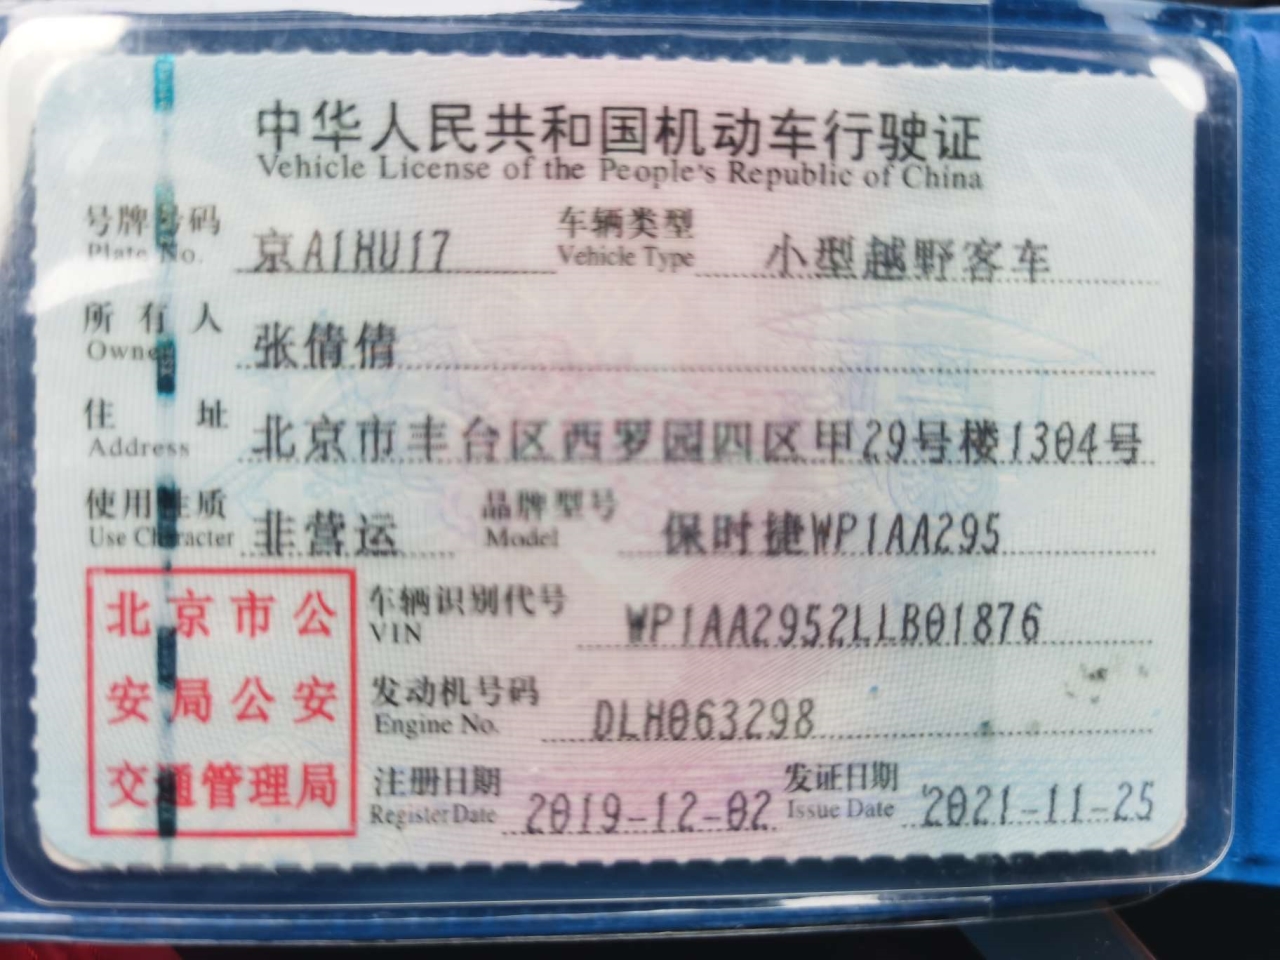 中华人民共和国机动车行驶证
Vehicle License of the People's Republic of China
号牌号码 京A1HU17 车辆类型 小型越野客车
Plate No. Vehicle Type
所有人 张倩倩
Owner
住址 北京市丰台区西罗园四区甲29号楼1304号
Address
使用性质 非营运 品牌型号 保时捷WP1AA295
Use Character Model
北京市公
安局公安
交通管理局
车辆识别代号 WP1AA2952LLB01876
VIN
发动机号码 DLH063298
Engine No.
注册日期 2019-12-02 发证日期 2021-11-25
Register Date Issue Date